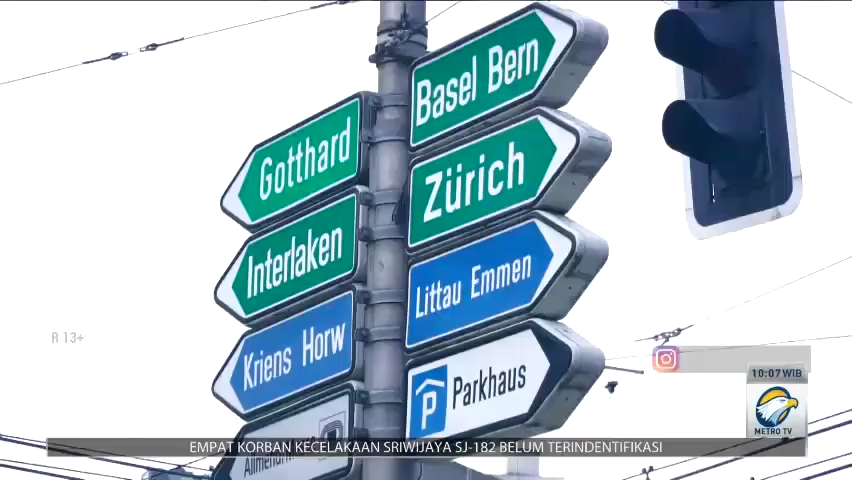 Basel Bern
Gotthard
Zürich
Interlaken
Littau Emmen
Kriens Horw
P
Parkhaus
R 13+
10:07 WIB
METRO TV
EMPAT KORBAN KECELAKAAN SRIWIJAYA SJ-182 BELUM TERINDENTIFIKASI